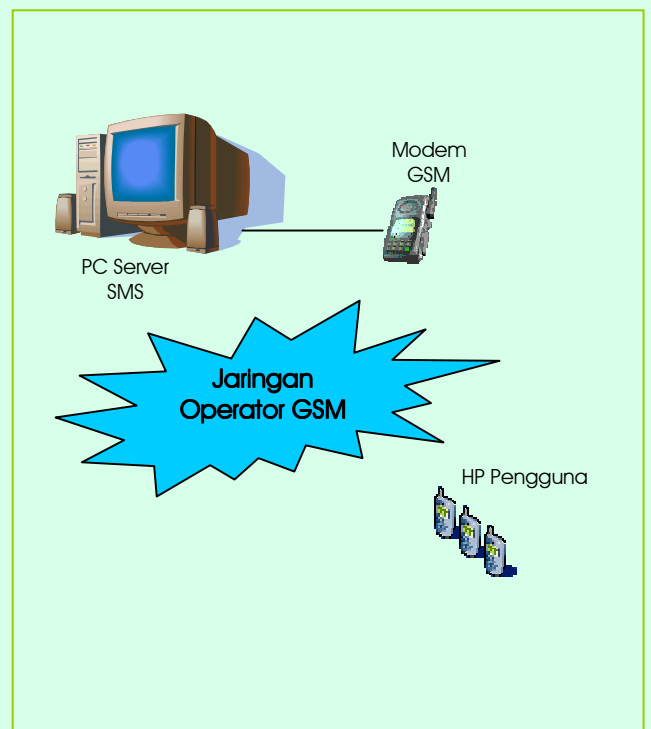 Modem
GSM
PC Server
SMS
Jaringan
Operator GSM
HP Pengguna